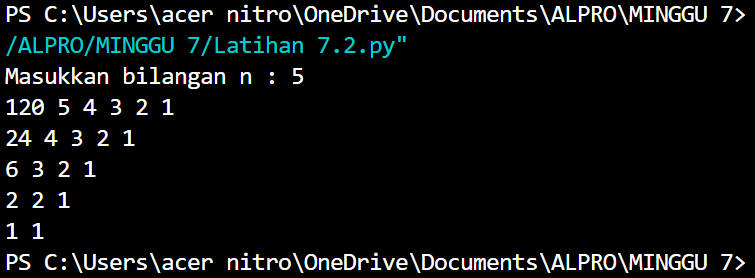 PS C:\Users\acer nitro\OneDrive\Documents\ALPRO\MINGGU 7>
/ALPRO/MINGGU 7/Latihan 7.2.py"
Masukkan bilangan n : 5
120 5 4 3 2 1
24 4 3 2 1
6 3 2 1
2 2 1
1 1
PS C:\Users\acer nitro\OneDrive\Documents\ALPRO\MINGGU 7>